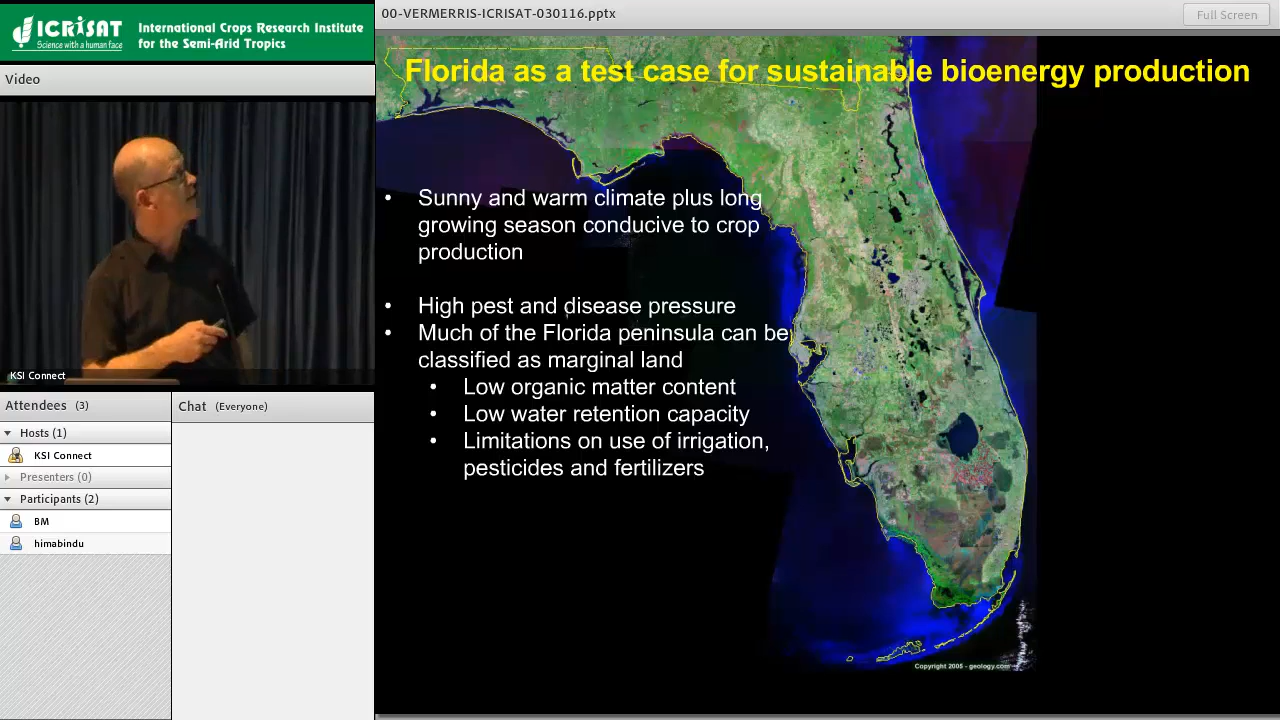 ICRISAT
Science with a human face
International Crops Research Institute
for the Semi-Arid Tropics
00-VERMERRIS-ICRISAT-030116.pptx
Full Screen
Video
KSI Connect
Attendees (3)
Hosts (1)
KSI Connect
Presenters (0)
Participants (2)
BM
himabindu
Chat (Everyone)
Florida as a test case for sustainable bioenergy production
• Sunny and warm climate plus long
growing season conducive to crop
production
• High pest and disease pressure
• Much of the Florida peninsula can be
classified as marginal land
• Low organic matter content
• Low water retention capacity
• Limitations on use of irrigation,
pesticides and fertilizers
Copyright 2005 - geology.com